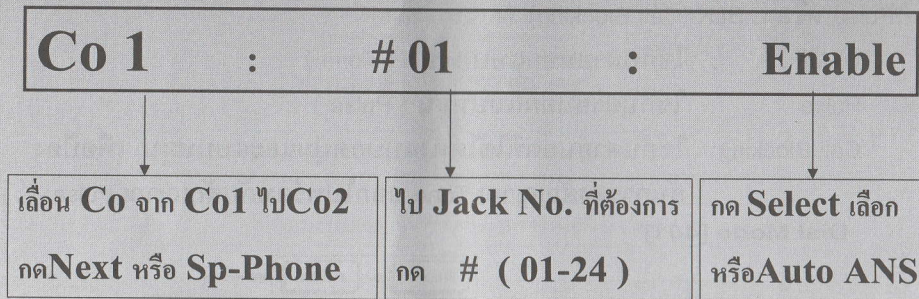 Co 1 : # 01 : Enable
เลื่อน Co จาก Co1 ไปCo2
กดNext หรือ Sp-Phone
ไป Jack No. ที่ต้องการ
กด # ( 01-24 )
กด Select เลือก
หรือAuto ANS